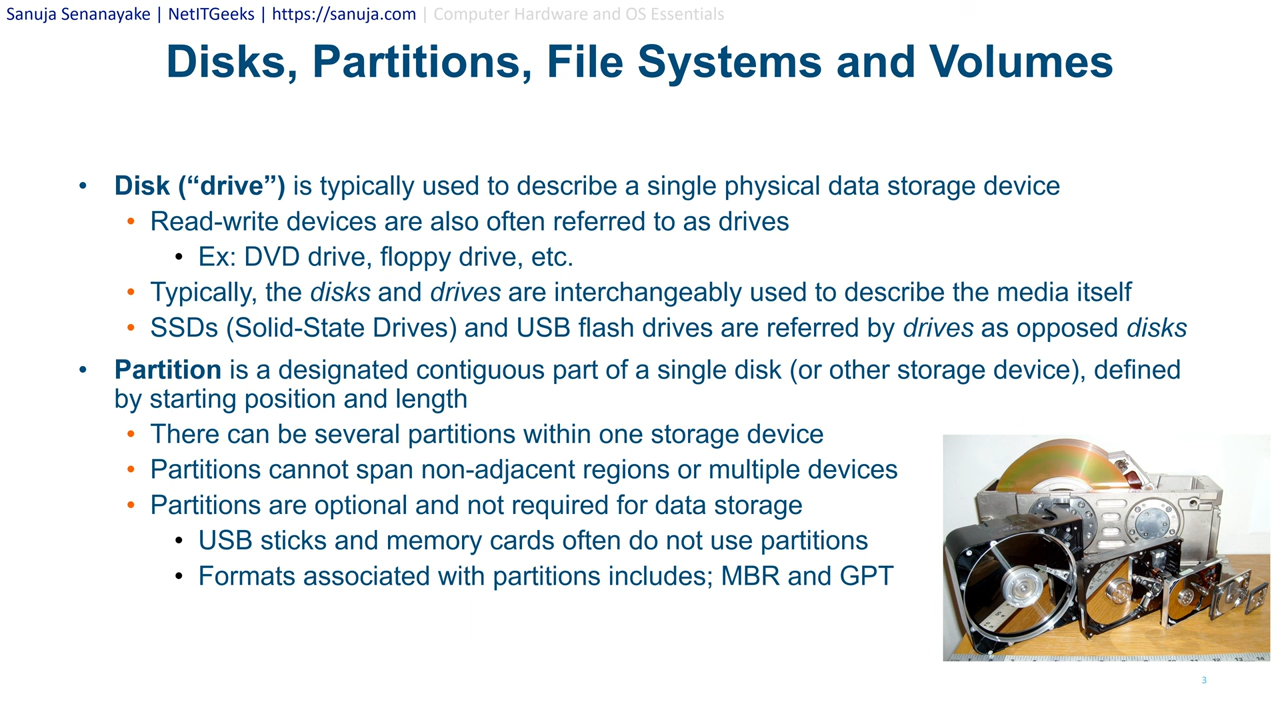 Sanuja Senanayake | NetITGeeks | https://sanuja.com | Computer Hardware and OS Essentials
Disks, Partitions, File Systems and Volumes
• Disk (“drive”) is typically used to describe a single physical data storage device
• Read-write devices are also often referred to as drives
• Ex: DVD drive, floppy drive, etc.
• Typically, the disks and drives are interchangeably used to describe the media itself
• SSDs (Solid-State Drives) and USB flash drives are referred by drives as opposed disks
• Partition is a designated contiguous part of a single disk (or other storage device), defined
by starting position and length
• There can be several partitions within one storage device
• Partitions cannot span non-adjacent regions or multiple devices
• Partitions are optional and not required for data storage
• USB sticks and memory cards often do not use partitions
• Formats associated with partitions includes; MBR and GPT
3